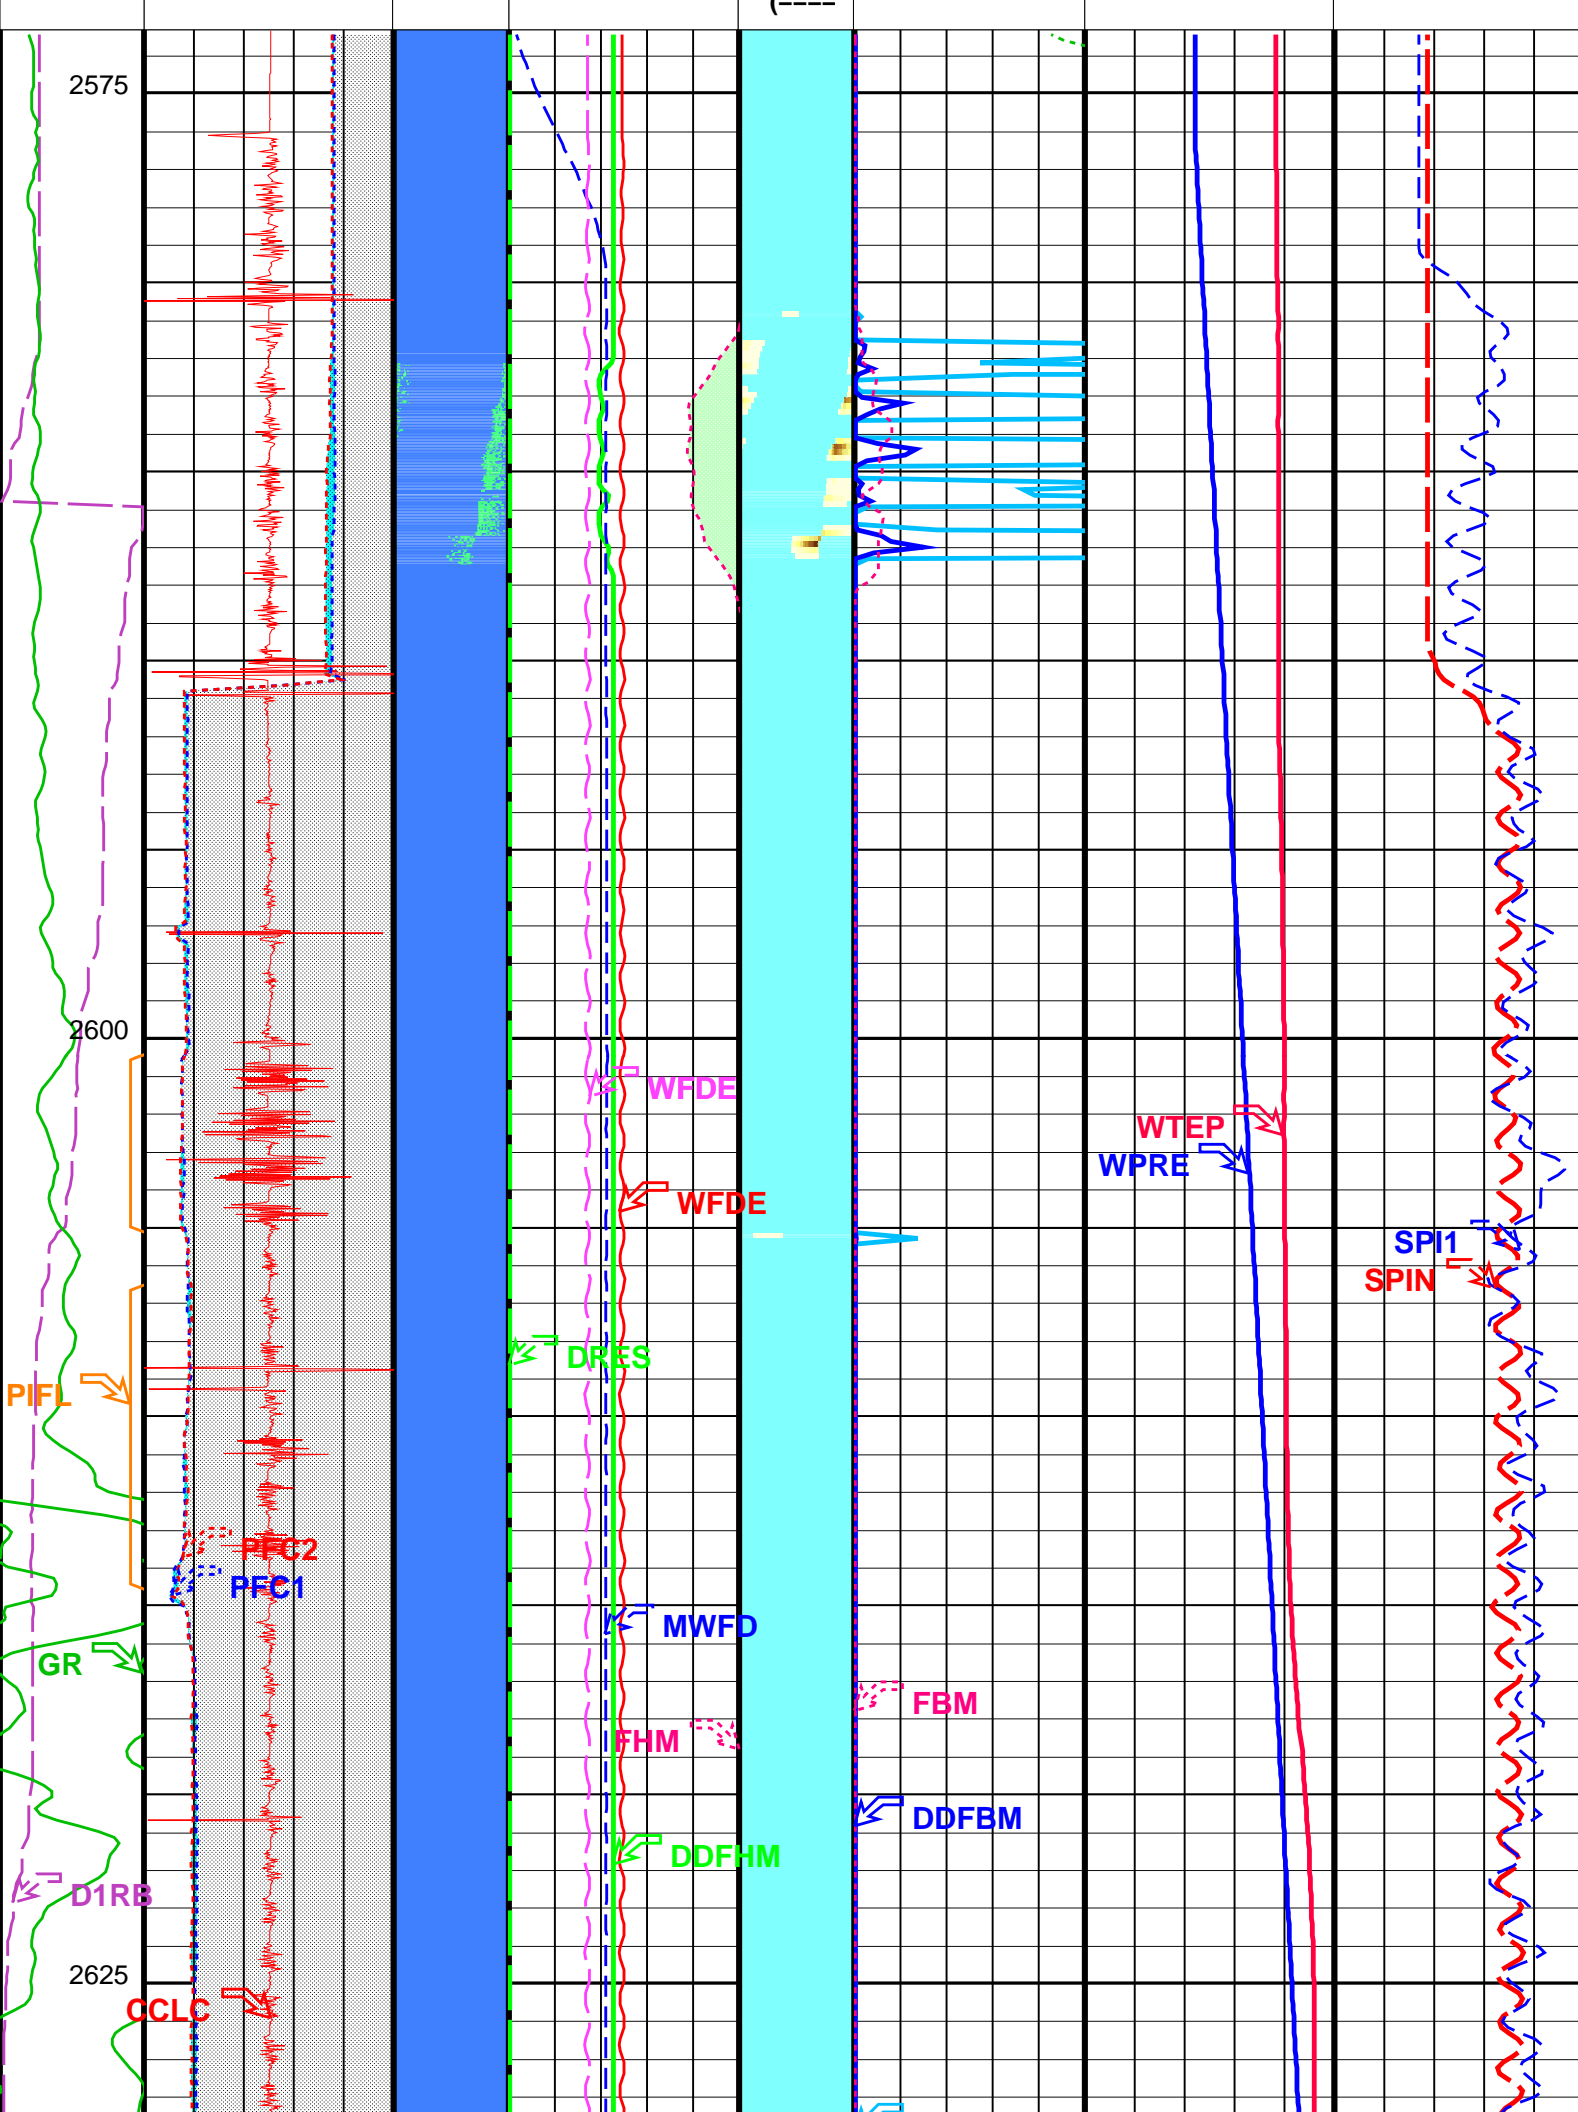 (----
2575
2600
WFDE
WTEP
WPRE
WFDE
SPI1
SPIN
DRES
PIFL
PFC2
PFC1
MWFD
GR
FBM
FHM
DDFBM
DDFHM
D1RB
2625
CCLC